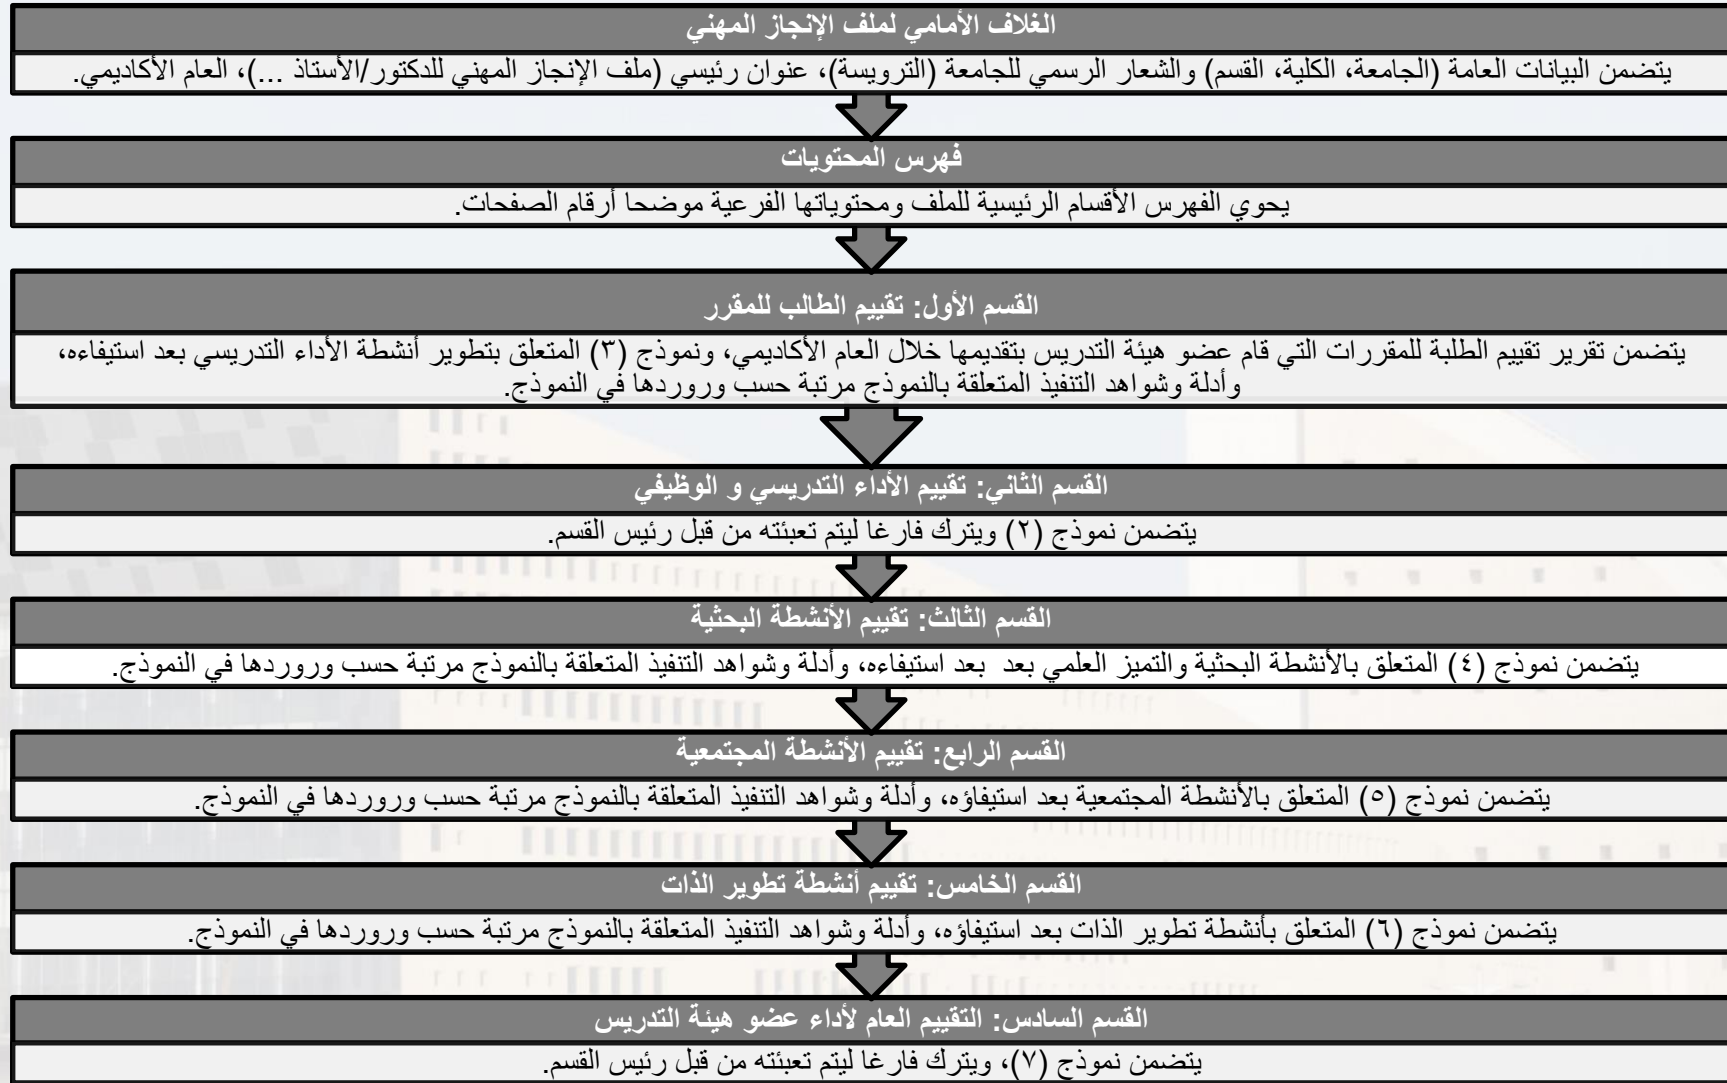 الغلاف الأمامي لملف الإنجاز المهني
يتضمن البيانات العامة (الجامعة، الكلية، القسم) والشعار الرسمي للجامعة (الترويسة)، عنوان رئيسي (ملف الإنجاز المهني للدكتور/الأستاذ ...)، العام الأكاديمي.
فهرس المحتويات
يحوي الفهرس الأقسام الرئيسية للملف ومحتوياتها الفرعية موضحا أرقام الصفحات.
القسم الأول: تقييم الطالب للمقرر
يتضمن تقرير تقييم الطلبة للمقررات التي قام عضو هيئة التدريس بتقديمها خلال العام الأكاديمي، ونموذج (٣) المتعلق بتطوير أنشطة الأداء التدريسي بعد استيفاءه،
وأدلة وشواهد التنفيذ المتعلقة بالنموذج مرتبة حسب وروردها في النموذج.
القسم الثاني: تقييم الأداء التدريسي و الوظيفي
يتضمن نموذج (٢) ويترك فارغا ليتم تعبئته من قبل رئيس القسم.
القسم الثالث: تقييم الأنشطة البحثية
يتضمن نموذج (٤) المتعلق بالأنشطة البحثية والتميز العلمي بعد  بعد استيفاءه، وأدلة وشواهد التنفيذ المتعلقة بالنموذج مرتبة حسب وروردها في النموذج.
القسم الرابع: تقييم الأنشطة المجتمعية
يتضمن نموذج (٥) المتعلق بالأنشطة المجتمعية بعد استيفاؤه، وأدلة وشواهد التنفيذ المتعلقة بالنموذج مرتبة حسب وروردها في النموذج.
القسم الخامس: تقييم أنشطة تطوير الذات
يتضمن نموذج (٦) المتعلق بأنشطة تطوير الذات بعد استيفاؤه، وأدلة وشواهد التنفيذ المتعلقة بالنموذج مرتبة حسب وروردها في النموذج.
القسم السادس: التقييم العام لأداء عضو هيئة التدريس
يتضمن نموذج (٧)، ويترك فارغا ليتم تعبئته من قبل رئيس القسم.